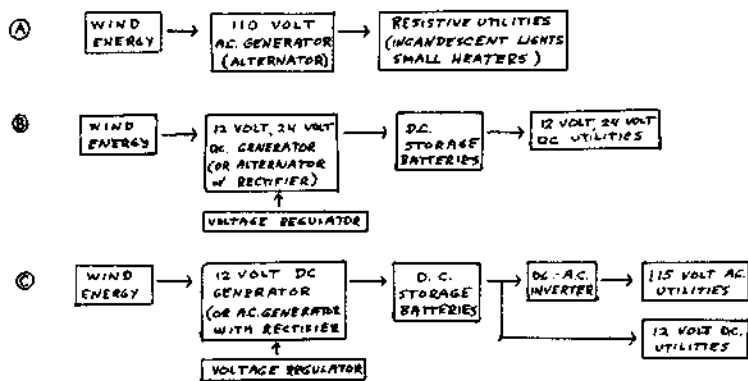 A
WIND
ENERGY
110 VOLT
A.C. GENERATOR
(ALTERNATOR)
RESISTIVE UTILITIES
(INCANDESCENT LIGHTS
SMALL HEATERS)
B
WIND
ENERGY
12 VOLT, 24 VOLT
DC. GENERATOR
(OR ALTERNATOR
W/ RECTIFIER)
VOLTAGE REGULATOR
D.C.
STORAGE
BATTERIES
12 VOLT, 24 VOLT
DC UTILITIES
C
WIND
ENERGY
12 VOLT DC
GENERATOR
(OR A.C. GENERATOR
WITH RECTIFIER
VOLTAGE REGULATOR
D.C.
STORAGE
BATTERIES
DC.-A.C.
INVERTER
115 VOLT AC.
UTILITIES
12 VOLT DC.
UTILITIES